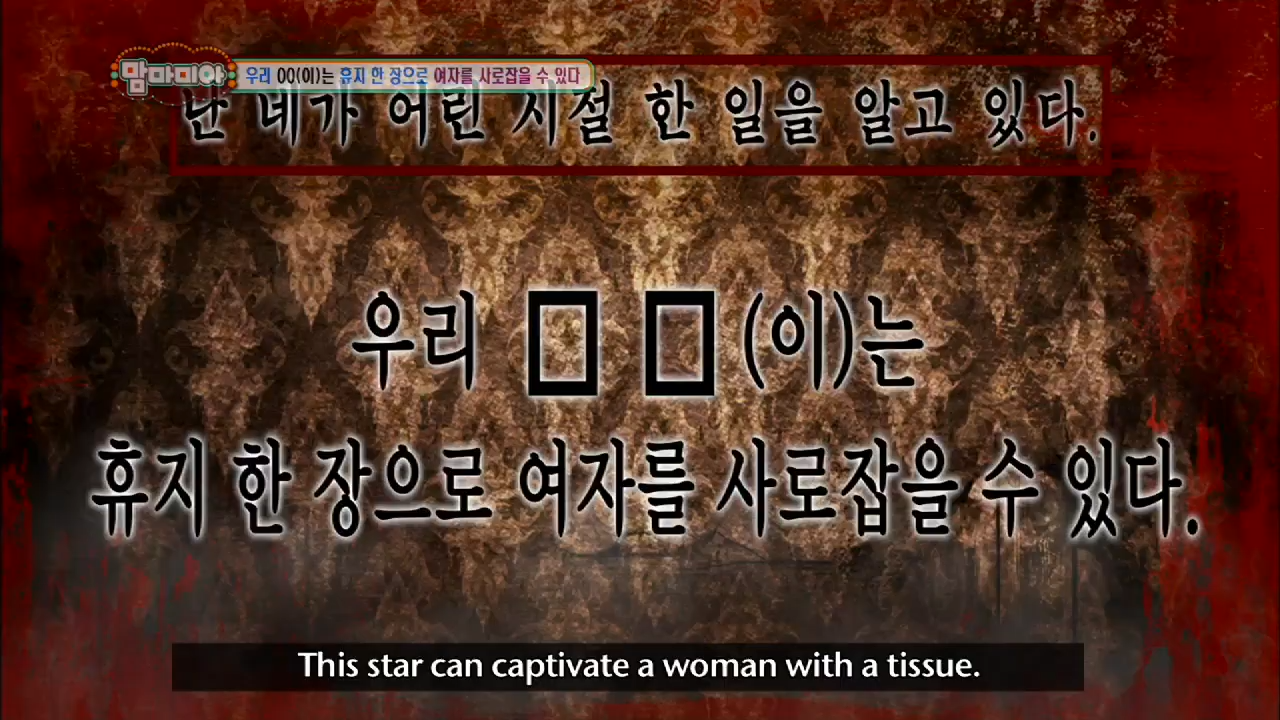 맘마미아
우리 OO(이)는 휴지 한 장으로 여자를 사로잡을 수 있다
난 네가 어린 시절 한 일을 알고 있다.
우리 □ □ (이)는
휴지 한 장으로 여자를 사로잡을 수 있다.
This star can captivate a woman with a tissue.